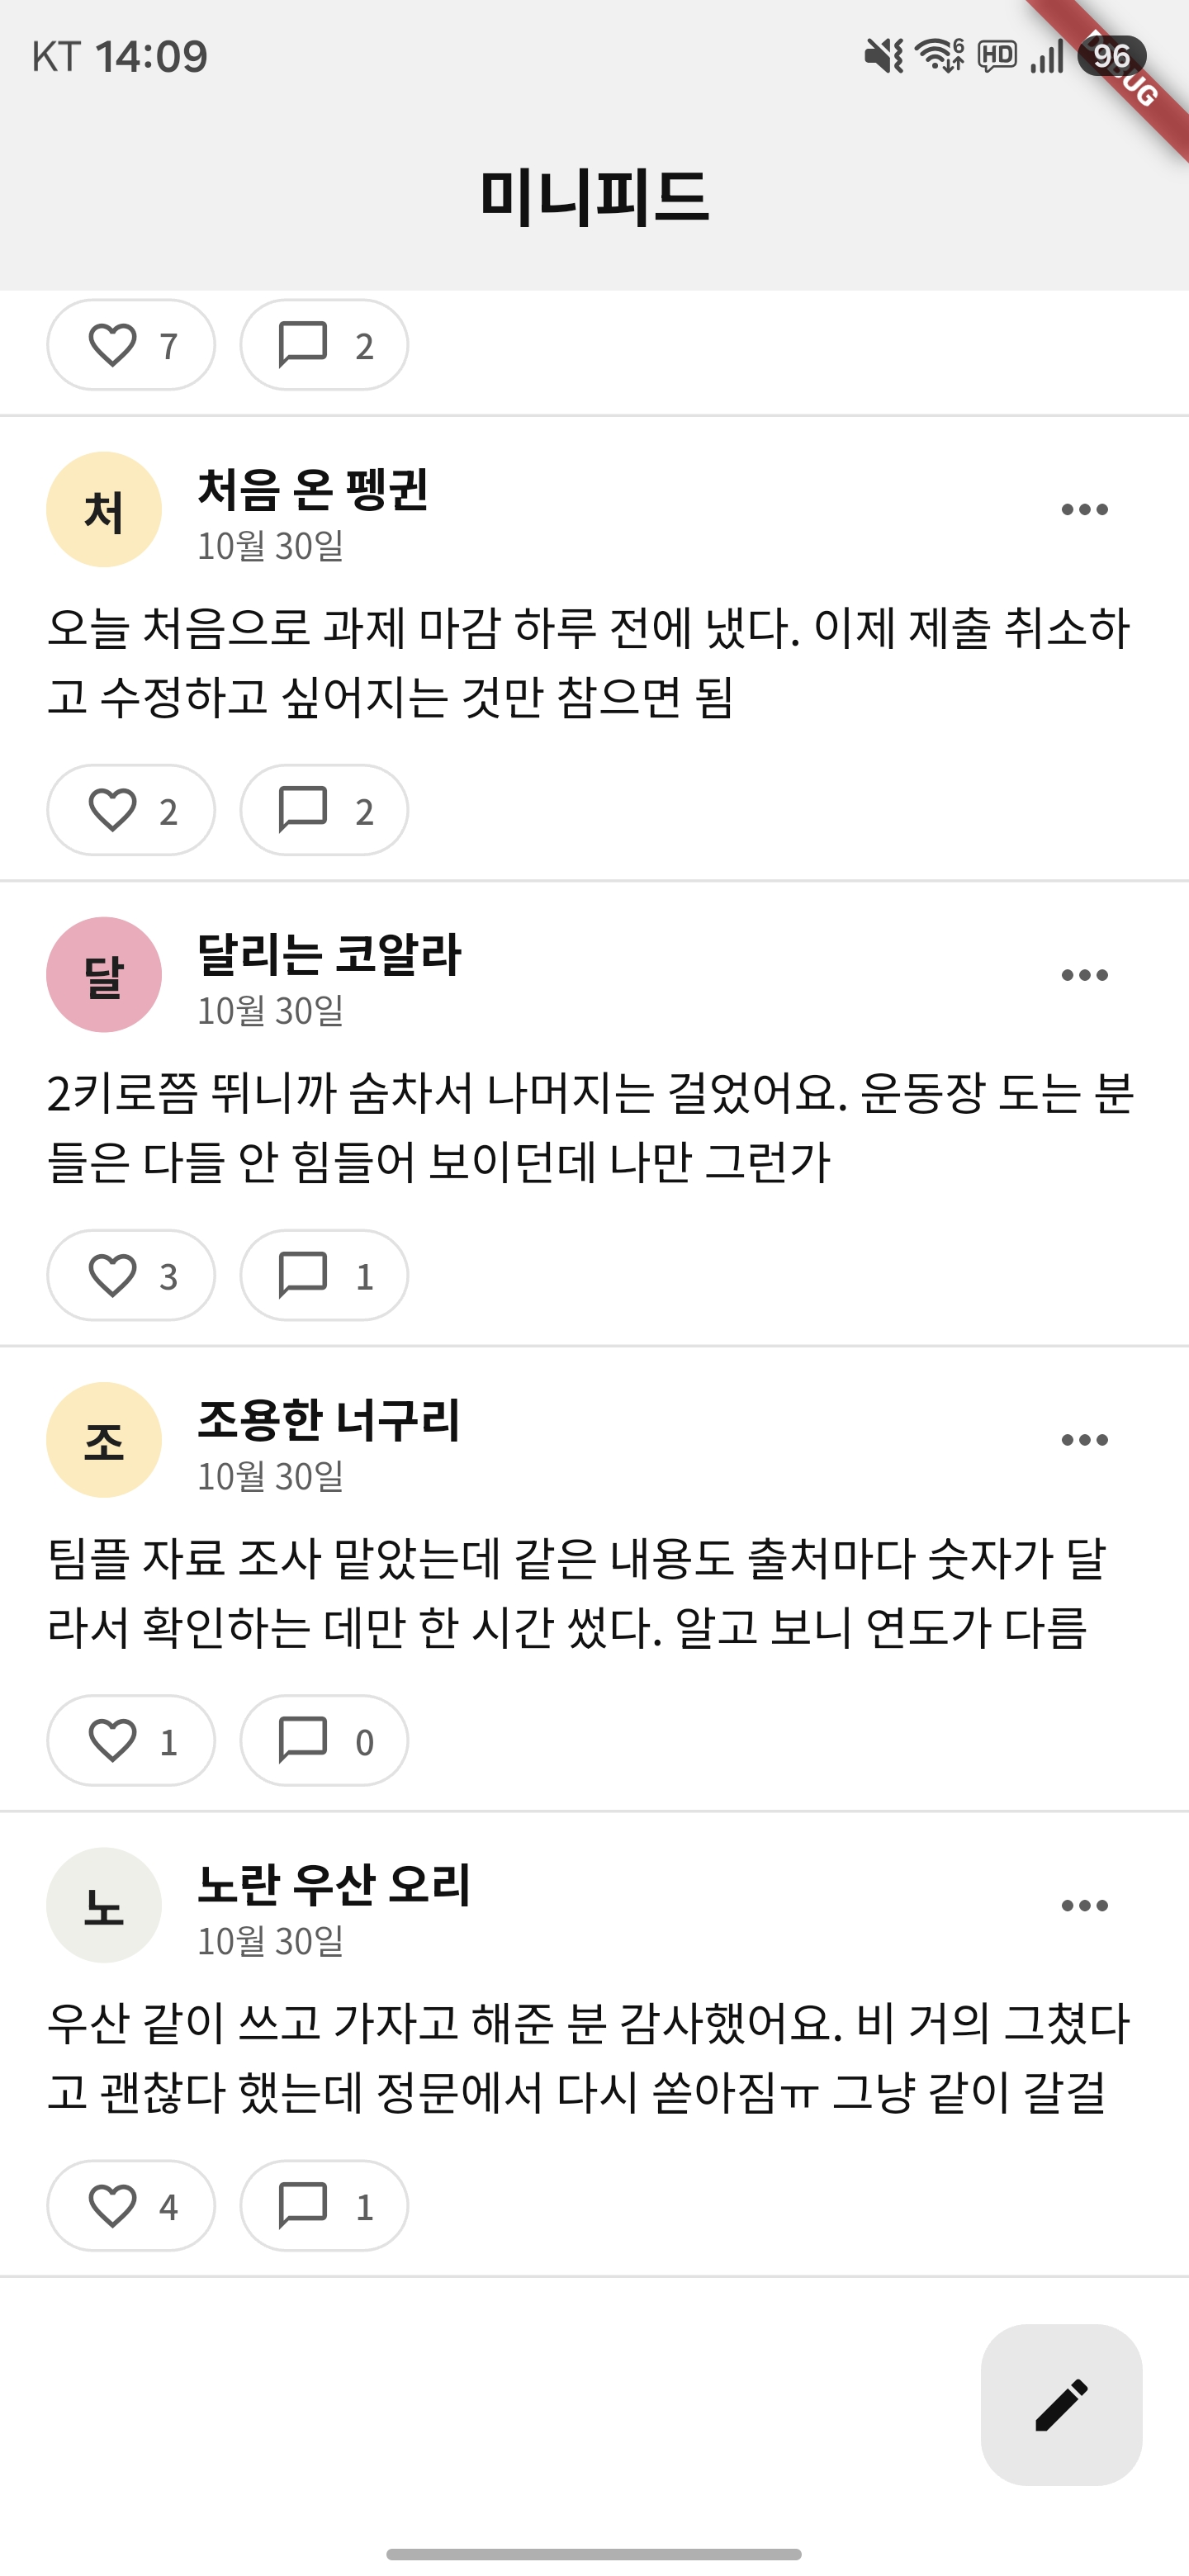 KT 14:09
6 HD 96
미니피드
7 2
처
처음 온 펭귄
10월 30일
오늘 처음으로 과제 마감 하루 전에 냈다. 이제 제출 취소하
고 수정하고 싶어지는 것만 참으면 됨
2 2
달
달리는 코알라
10월 30일
2키로쯤 뛰니까 숨차서 나머지는 걸었어요. 운동장 도는 분
들은 다들 안 힘들어 보이던데 나만 그런가
3 1
조
조용한 너구리
10월 30일
팀플 자료 조사 맡았는데 같은 내용도 출처마다 숫자가 달
라서 확인하는 데만 한 시간 썼다. 알고 보니 연도가 다름
1 0
노
노란 우산 오리
10월 30일
우산 같이 쓰고 가자고 해준 분 감사했어요. 비 거의 그쳤다
고 괜찮다 했는데 정문에서 다시 쏟아짐ㅠ 그냥 같이 갈걸
4 1